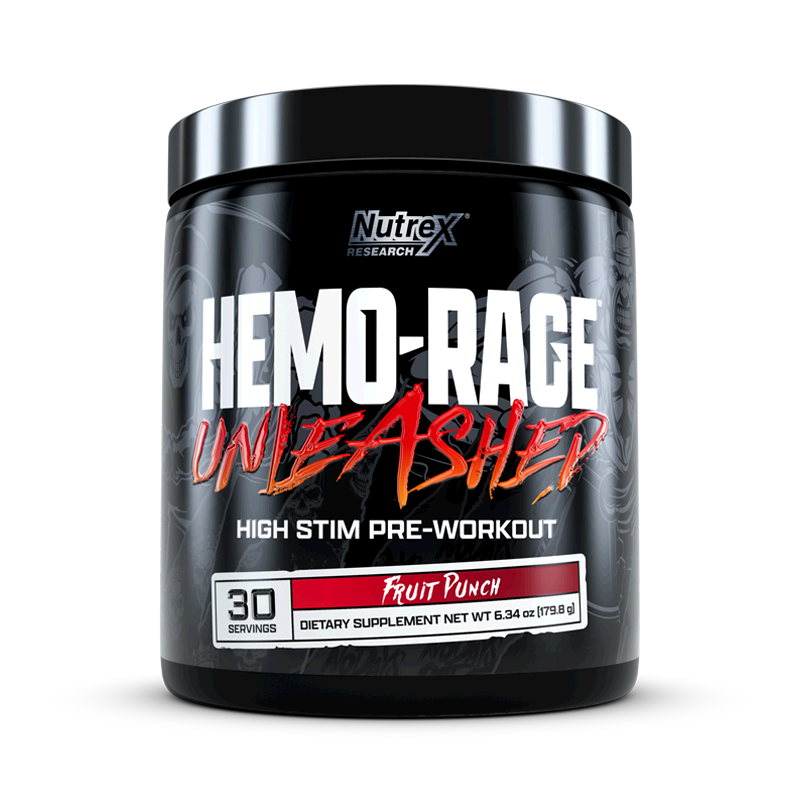 NutreX®
RESEARCH
HEMO-RAGE™
UNLEASHED
HIGH STIM PRE-WORKOUT
30
SERVINGS
FRUIT PUNCH
DIETARY SUPPLEMENT NET WT 6.34 oz (179.8 g)